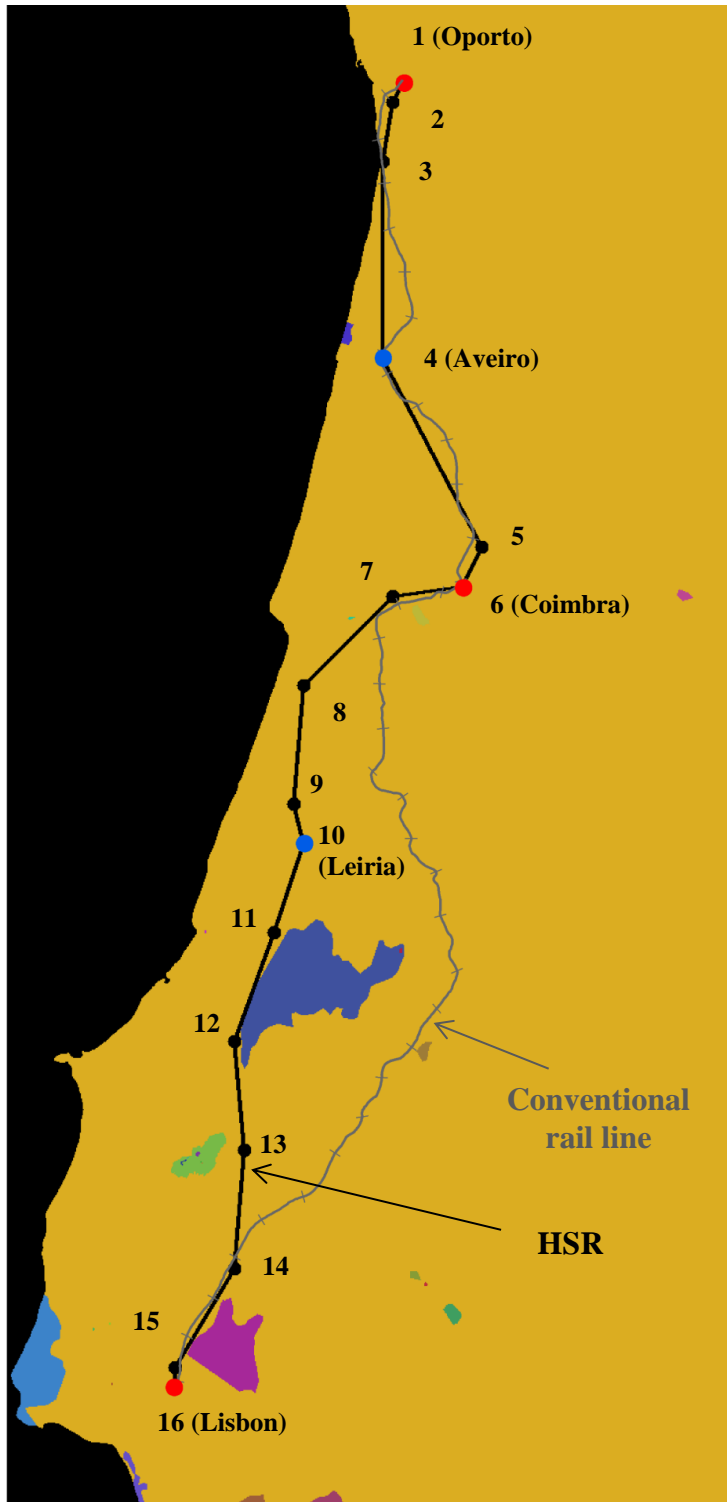 1 (Oporto)
2
3
4 (Aveiro)
5
7
6 (Coimbra)
8
9
10
(Leiria)
11
12
Conventional
rail line
13
HSR
14
15
16 (Lisbon)